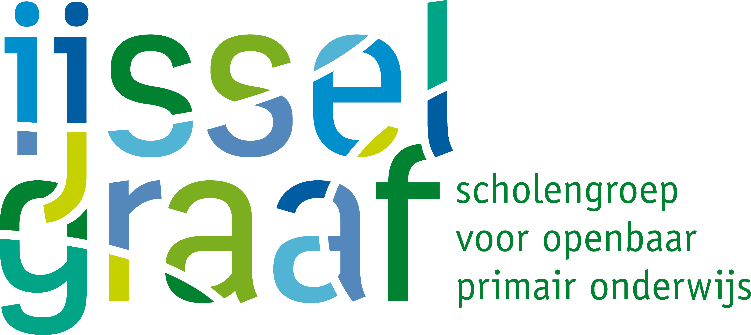 ijssel
graaf
scholengroep
voor openbaar
primair onderwijs